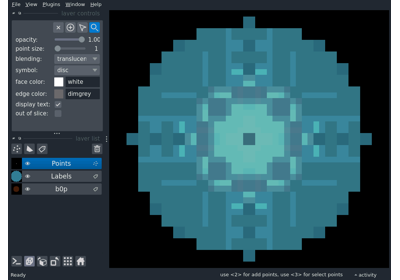 File View Plugins Window Help
layer controls
opacity: 1.00
point size: 1
blending: translucen
symbol: disc
face color: white
edge color: dimgrey
display text: ✓
out of slice:
layer list
Points
Labels
b0p
Ready use <2> for add points, use <3> for select points activity